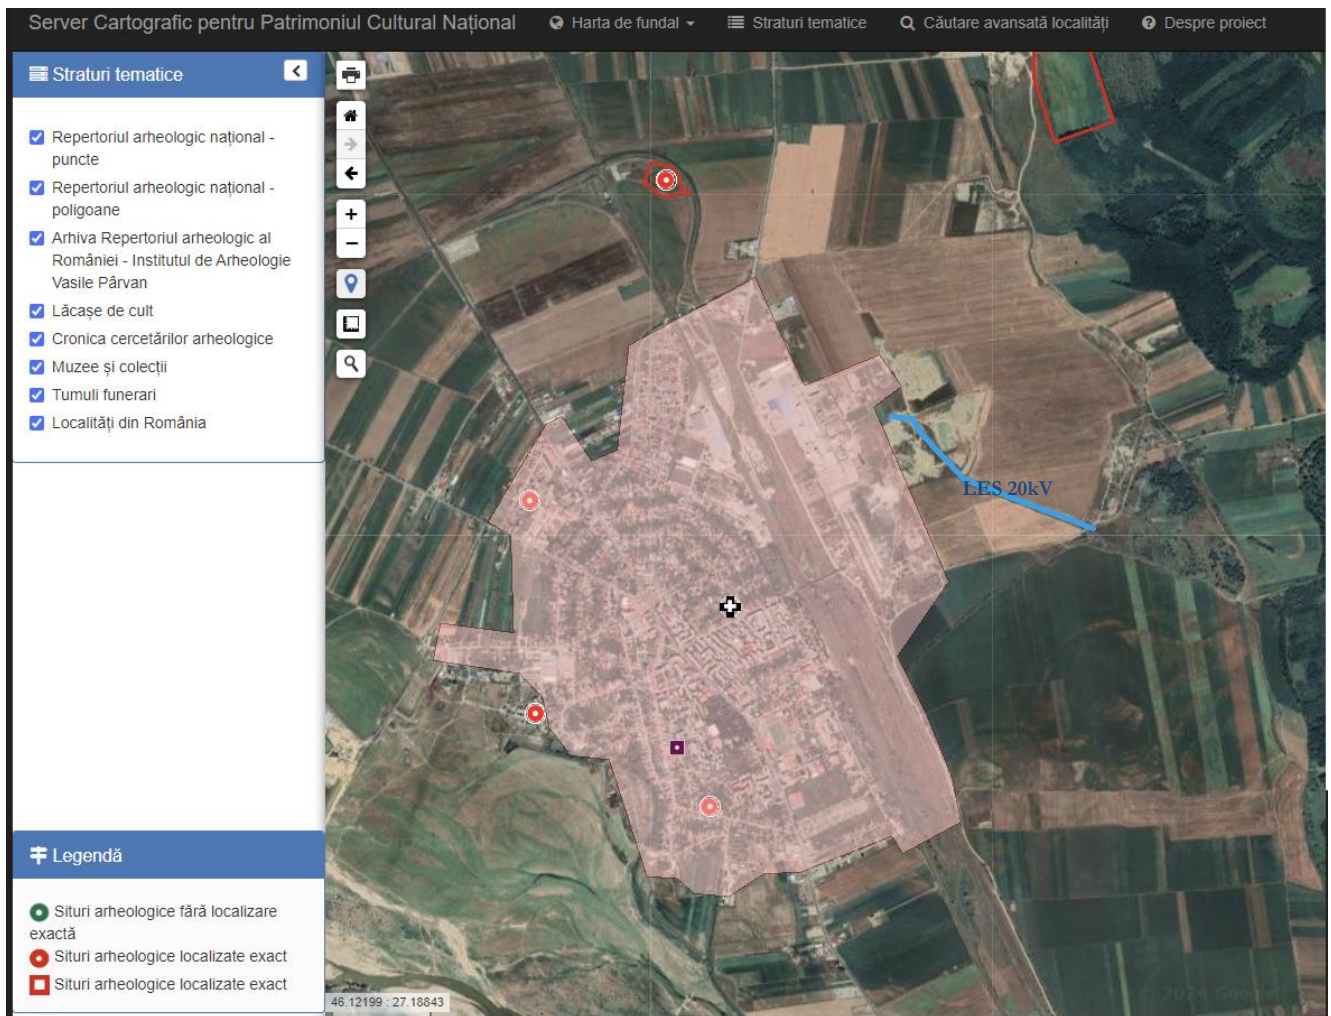 Server Cartografic pentru Patrimoniul Cultural Național
Harta de fundal
Straturi tematice
Căutare avansată localități
Despre proiect
Straturi tematice
Repertoriul arheologic național -
puncte
Repertoriul arheologic național -
poligoane
Arhiva Repertoriul arheologic al
României - Institutul de Arheologie
Vasile Pârvan
Lăcașe de cult
Cronica cercetărilor arheologice
Muzee și colecții
Tumuli funerari
Localități din România
LES 20kV
Legendă
Situri arheologice fără localizare
exactă
Situri arheologice localizate exact
Situri arheologice localizate exact
46.12199 : 27.18843